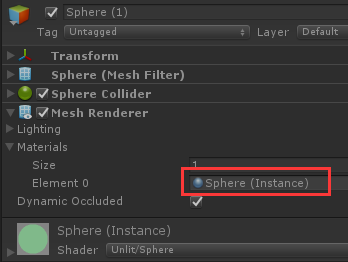 Sphere (1)
Tag Untagged Layer Default
Transform
Sphere (Mesh Filter)
Sphere Collider
Mesh Renderer
Lighting
Materials
Size 1
Element 0 Sphere (Instance)
Dynamic Occluded
Sphere (Instance)
Shader Unlit/Sphere